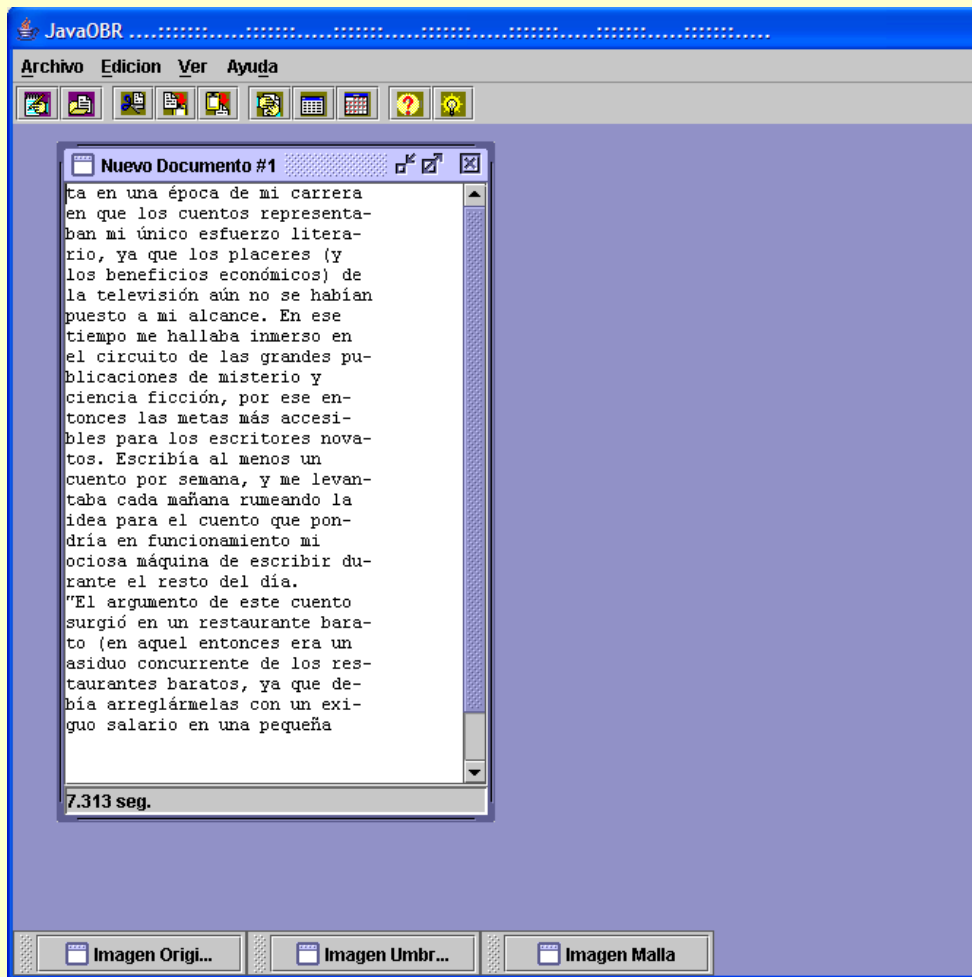 JavaOBR ....:::::::.....:::::::.....:::::::.....:::::::.....:::::::.....:::::::.....:::::::.....
Archivo Edicion Ver Ayuda
Nuevo Documento #1
ta en una época de mi carrera
en que los cuentos representa-
ban mi único esfuerzo litera-
rio, ya que los placeres (y
los beneficios económicos) de
la televisión aún no se habían
puesto a mi alcance. En ese
tiempo me hallaba inmerso en
el circuito de las grandes pu-
blicaciones de misterio y
ciencia ficción, por ese en-
tonces las metas más accesi-
bles para los escritores nova-
tos. Escribía al menos un
cuento por semana, y me levan-
taba cada mañana rumeando la
idea para el cuento que pon-
dría en funcionamiento mi
ociosa máquina de escribir du-
rante el resto del día.
"El argumento de este cuento
surgió en un restaurante bara-
to (en aquel entonces era un
asiduo concurrente de los res-
taurantes baratos, ya que de-
bía arreglármelas con un exi-
guo salario en una pequeña
7.313 seg.
Imagen Origi... Imagen Umbr... Imagen Malla